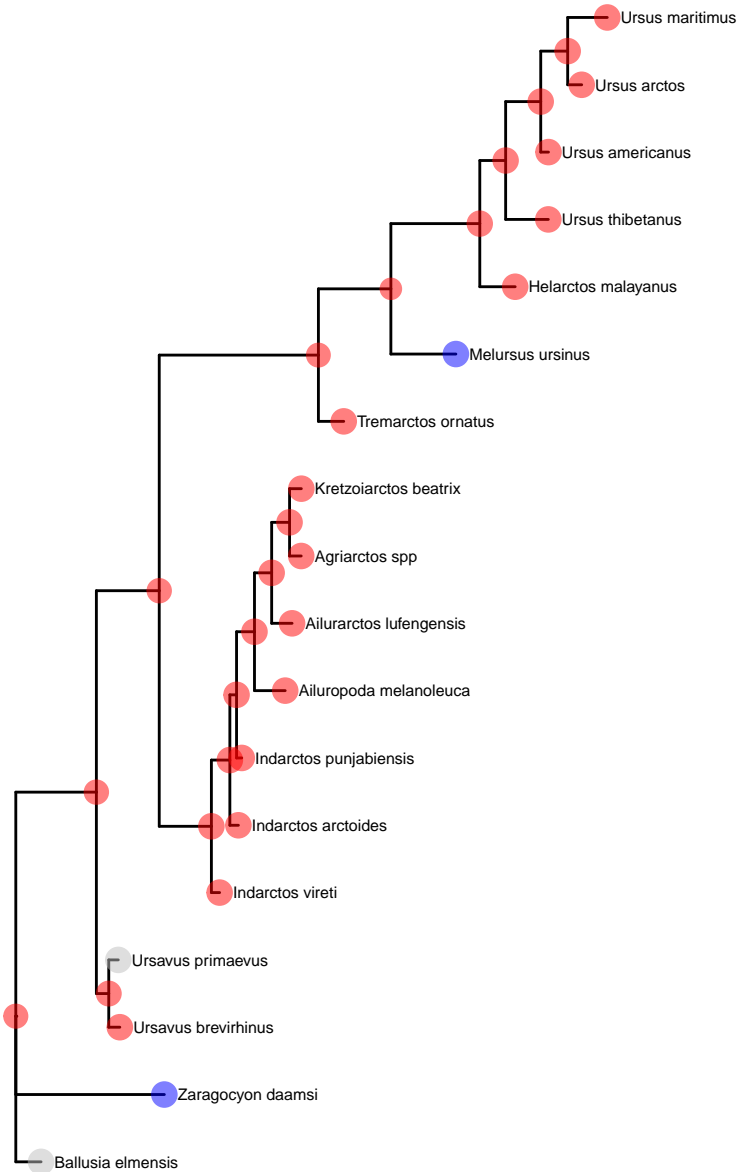 Ursus maritimus
Ursus arctos
Ursus americanus
Ursus thibetanus
Helarctos malayanus
Melursus ursinus
Tremarctos ornatus
Kretzoiarctos beatrix
Agriarctos spp
Ailurarctos lufengensis
Ailuropoda melanoleuca
Indarctos punjabiensis
Indarctos arctoides
Indarctos vireti
Ursavus primaevus
Ursavus brevirhinus
Zaragocyon daamsi
Ballusia elmensis